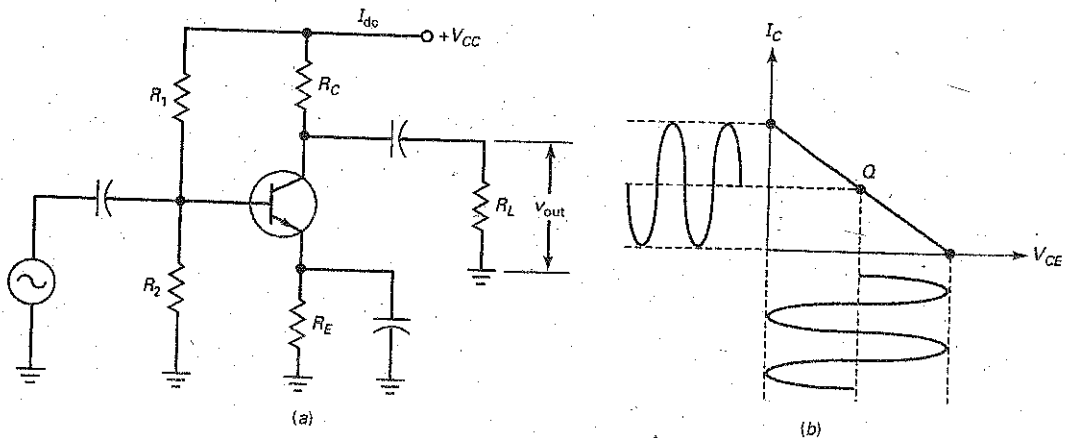 I_dc
+V_CC
R_C
R_1
R_L
v_out
R_2
R_E
(a)
I_C
Q
V_CE
(b)